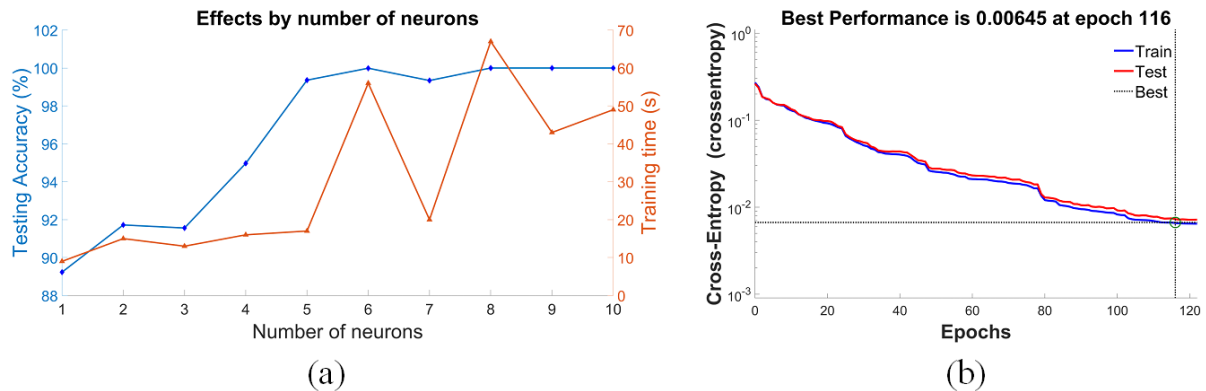 Effects by number of neurons
102
100
98
96
94
92
90
88
Testing Accuracy (%)
70
60
50
40
30
20
10
0
Training time (s)
1 2 3 4 5 6 7 8 9 10
Number of neurons
(a)
Best Performance is 0.00645 at epoch 116
10^0
10^-1
10^-2
10^-3
Cross-Entropy (crossentropy)
Train
Test
Best
0 20 40 60 80 100 120
Epochs
(b)